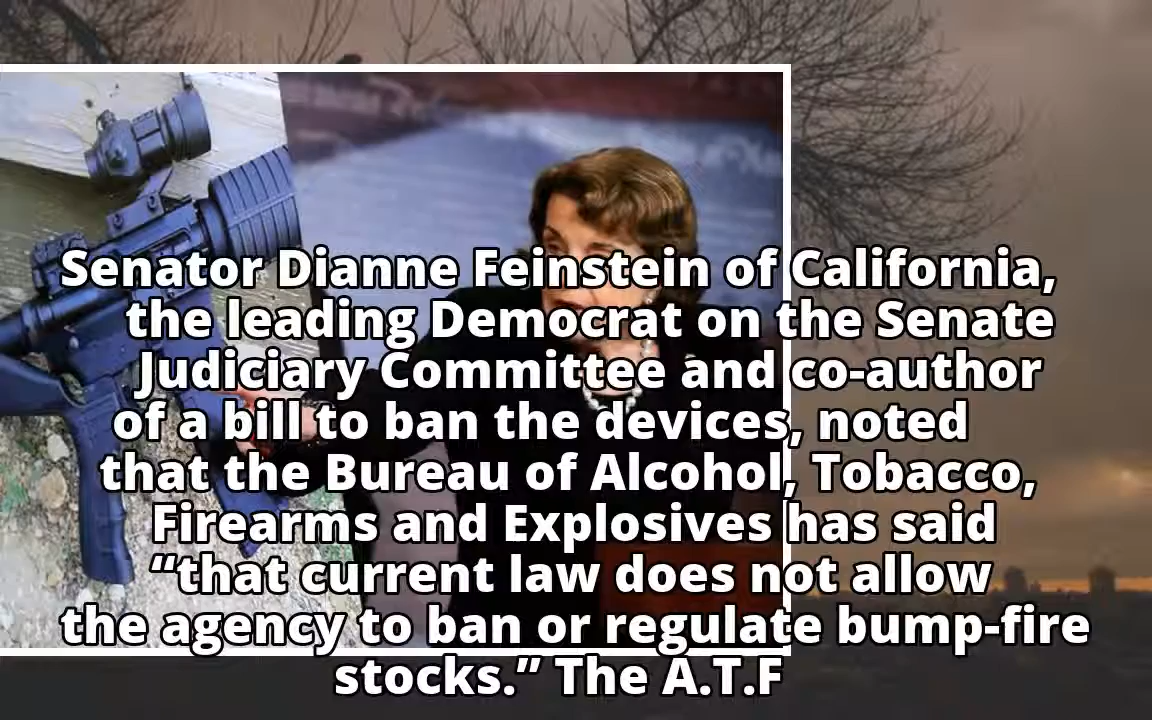 Senator Dianne Feinstein of California,
the leading Democrat on the Senate
Judiciary Committee and co-author
of a bill to ban the devices, noted
that the Bureau of Alcohol, Tobacco,
Firearms and Explosives has said
“that current law does not allow
the agency to ban or regulate bump-fire
stocks.” The A.T.F